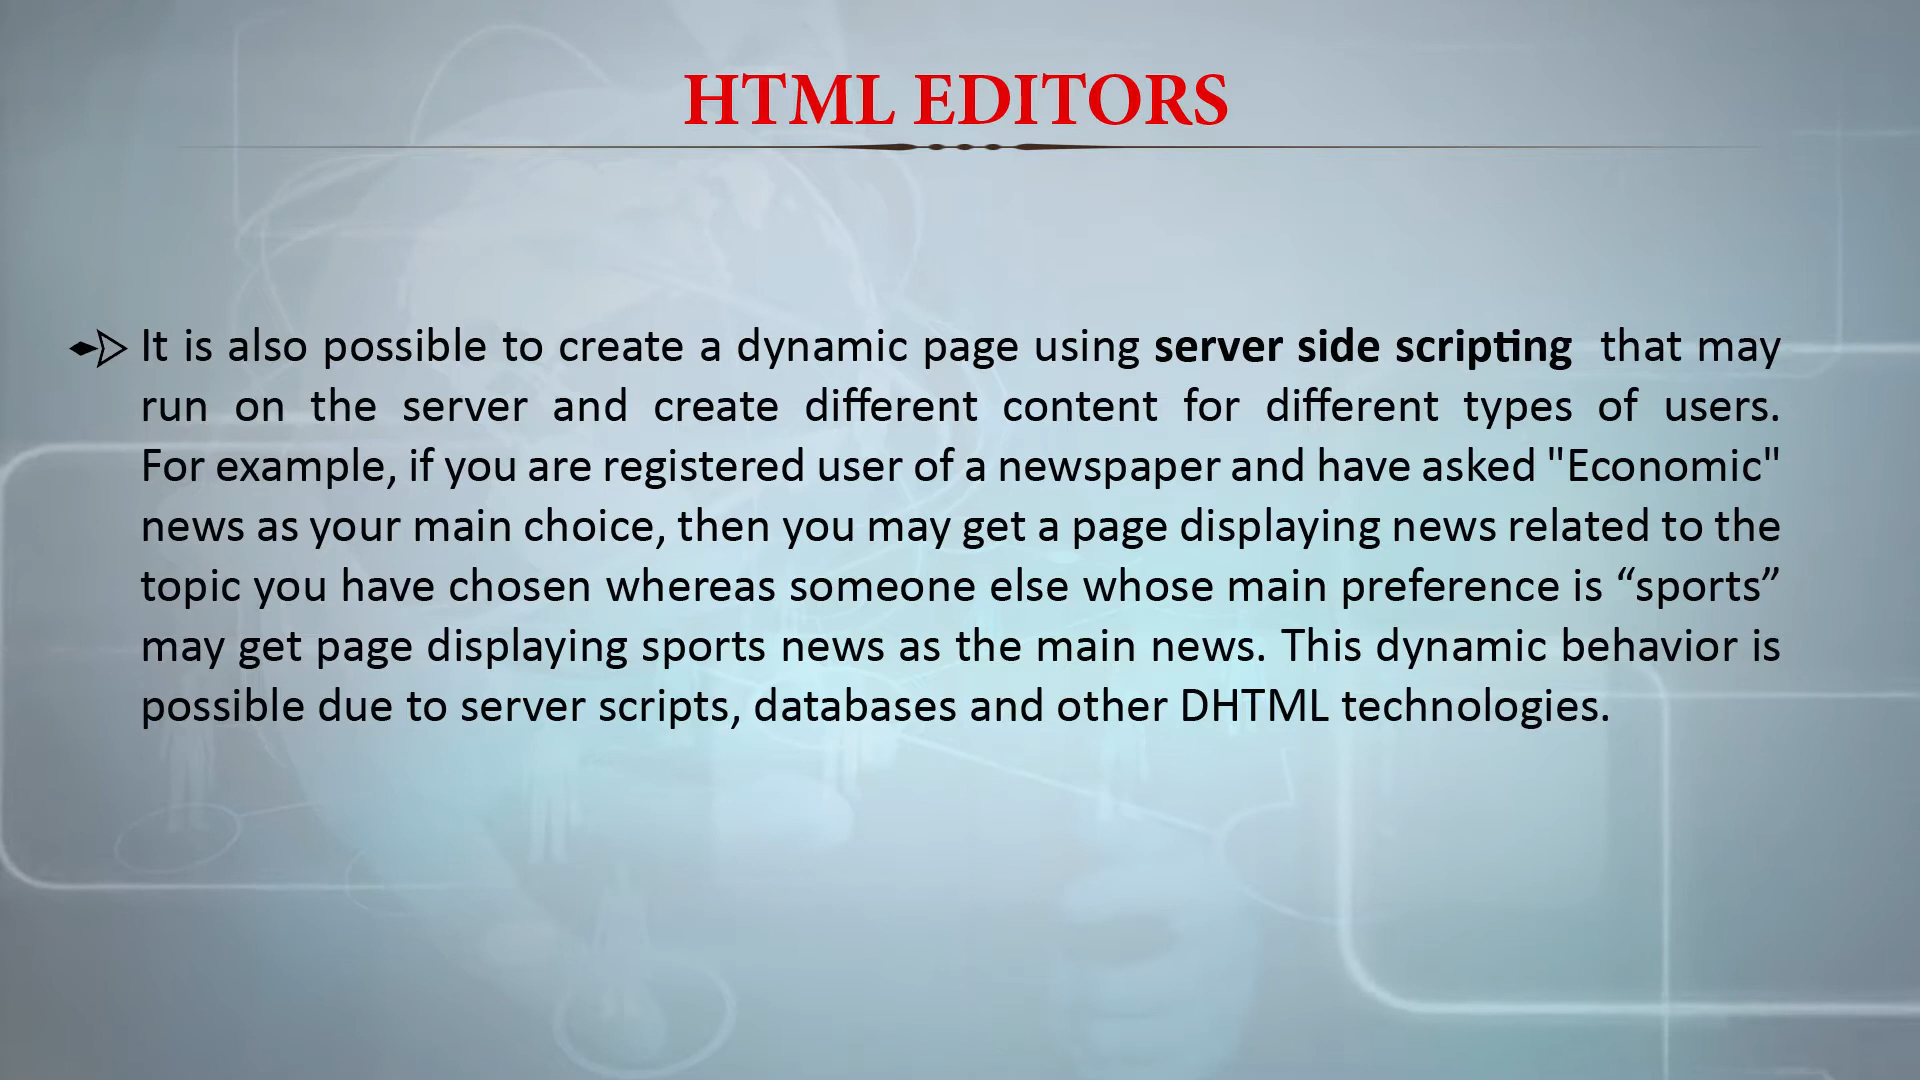 HTML EDITORS
It is also possible to create a dynamic page using server side scripting that may
run on the server and create different content for different types of users.
For example, if you are registered user of a newspaper and have asked "Economic"
news as your main choice, then you may get a page displaying news related to the
topic you have chosen whereas someone else whose main preference is “sports”
may get page displaying sports news as the main news. This dynamic behavior is
possible due to server scripts, databases and other DHTML technologies.